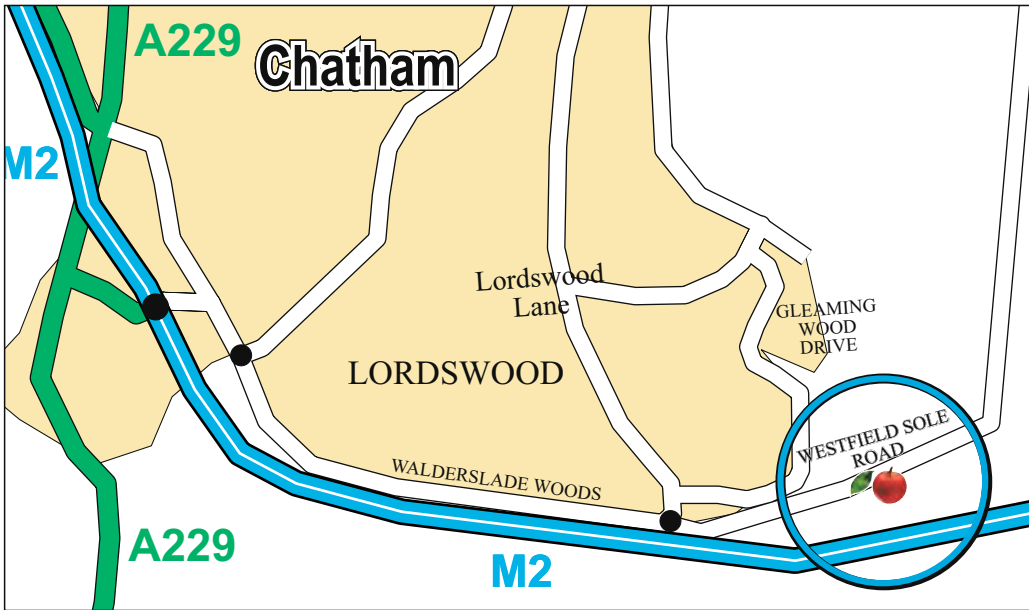 A229
Chatham
M2
Lordswood
Lane
GLEAMING
WOOD
DRIVE
LORDSWOOD
WESTFIELD SOLE
ROAD
WALDERSLADE WOODS
A229
M2